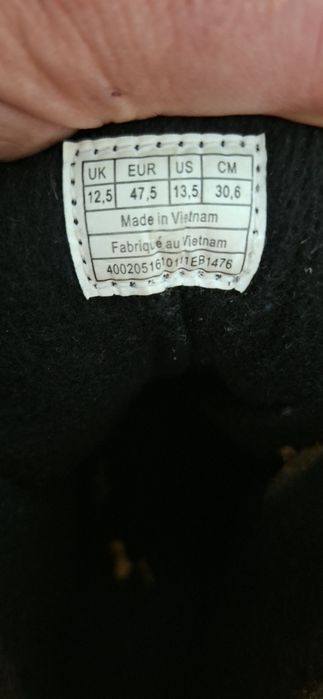 UK EUR US CM
12,5 47,5 13,5 30,6
Made in Vietnam
Fabriqué au Vietnam